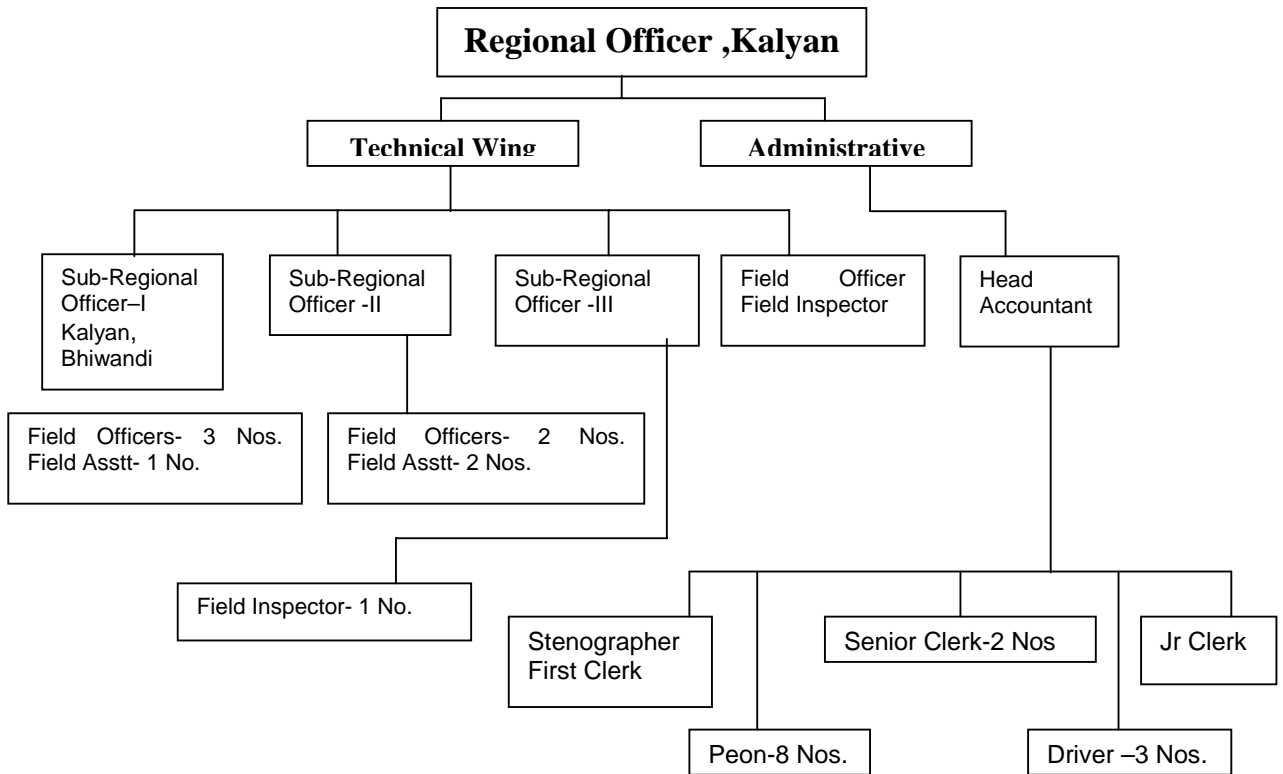 Regional Officer ,Kalyan
Technical Wing
Administrative
Sub-Regional
Officer–I
Kalyan,
Bhiwandi
Sub-Regional
Officer -II
Sub-Regional
Officer -III
Field Officer
Field Inspector
Head
Accountant
Field Officers- 3 Nos.
Field Asstt- 1 No.
Field Officers- 2 Nos.
Field Asstt- 2 Nos.
Field Inspector- 1 No.
Stenographer
First Clerk
Senior Clerk-2 Nos
Jr Clerk
Peon-8 Nos.
Driver –3 Nos.